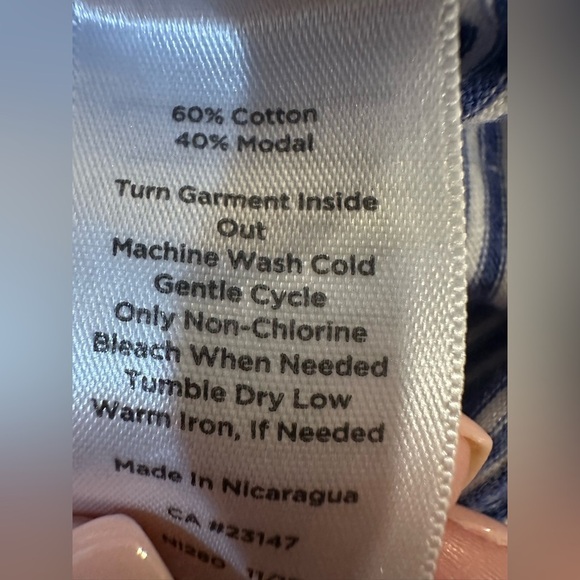 60% Cotton
40% Modal
Turn Garment Inside
Out
Machine Wash Cold
Gentle Cycle
Only Non-Chlorine
Bleach When Needed
Tumble Dry Low
Warm Iron, If Needed
Made In Nicaragua
CA #23147
N1280